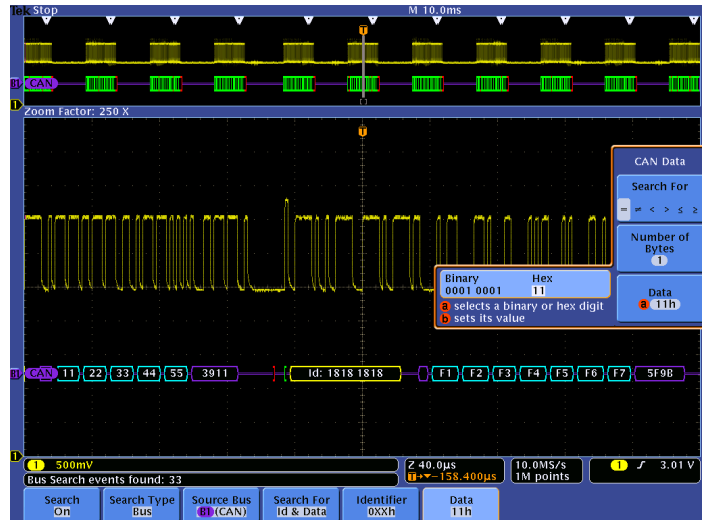 Tek Stop
M 10.0ms
T
B1 CAN
1
Zoom Factor: 250 X
T
CAN Data
Search For
= ≠ < > ≤ ≥
Number of
Bytes
1
Data
a 11h
Binary Hex
0001 0001 11
a selects a binary or hex digit
b sets its value
B1 CAN 11 22 33 44 55 3911 Id: 1818 1818 F1 F2 F3 F4 F5 F6 F7 5F9B
1
1 500mV
Z 40.0µs
T→▼-158.400µs
10.0MS/s
1M points
1 ∫ 3.01 V
Bus Search events found: 33
Search
On
Search Type
Bus
Source Bus
B1 (CAN)
Search For
Id & Data
Identifier
0XXh
Data
11h